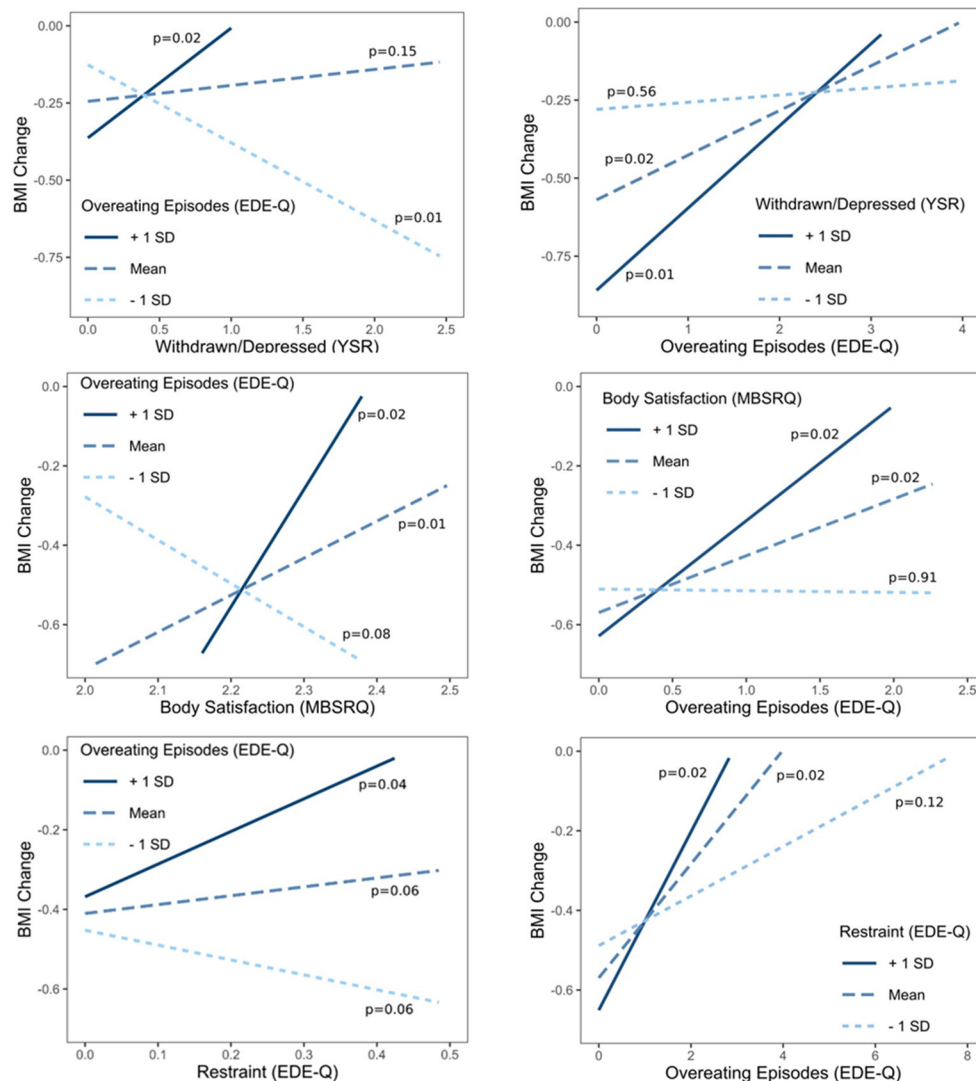 0.00
-0.25
-0.50
-0.75
BMI Change
p=0.02
p=0.15
p=0.01
Overeating Episodes (EDE-Q)
+ 1 SD
Mean
- 1 SD
0.0
0.5
1.0
1.5
2.0
2.5
Withdrawn/Depressed (YSR)
0.00
-0.25
-0.50
-0.75
BMI Change
p=0.56
p=0.02
p=0.01
Withdrawn/Depressed (YSR)
+ 1 SD
Mean
- 1 SD
0
1
2
3
4
Overeating Episodes (EDE-Q)
0.0
-0.2
-0.4
-0.6
BMI Change
Overeating Episodes (EDE-Q)
+ 1 SD
Mean
- 1 SD
p=0.02
p=0.01
p=0.08
2.0
2.1
2.2
2.3
2.4
2.5
Body Satisfaction (MBSRQ)
0.0
-0.2
-0.4
-0.6
BMI Change
Body Satisfaction (MBSRQ)
+ 1 SD
Mean
- 1 SD
p=0.02
p=0.02
p=0.91
0.0
0.5
1.0
1.5
2.0
2.5
Overeating Episodes (EDE-Q)
0.0
-0.2
-0.4
-0.6
BMI Change
Overeating Episodes (EDE-Q)
+ 1 SD
Mean
- 1 SD
p=0.04
p=0.06
p=0.06
0.0
0.1
0.2
0.3
0.4
0.5
Restraint (EDE-Q)
0.0
-0.2
-0.4
-0.6
BMI Change
p=0.02
p=0.02
p=0.12
Restraint (EDE-Q)
+ 1 SD
Mean
- 1 SD
0
2
4
6
8
Overeating Episodes (EDE-Q)